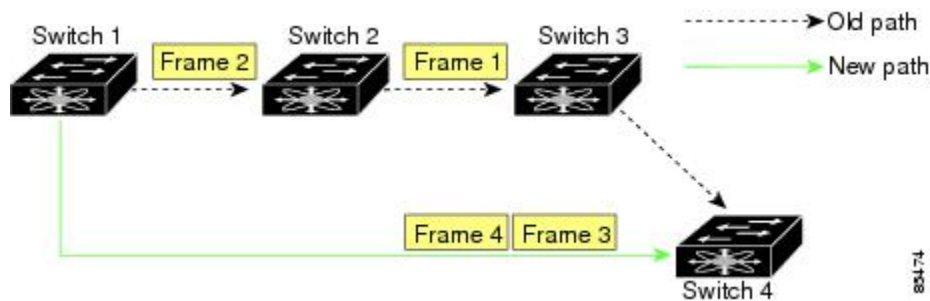 Switch 1
Switch 2
Switch 3
Old path
New path
Frame 2
Frame 1
Frame 4
Frame 3
Switch 4
85474